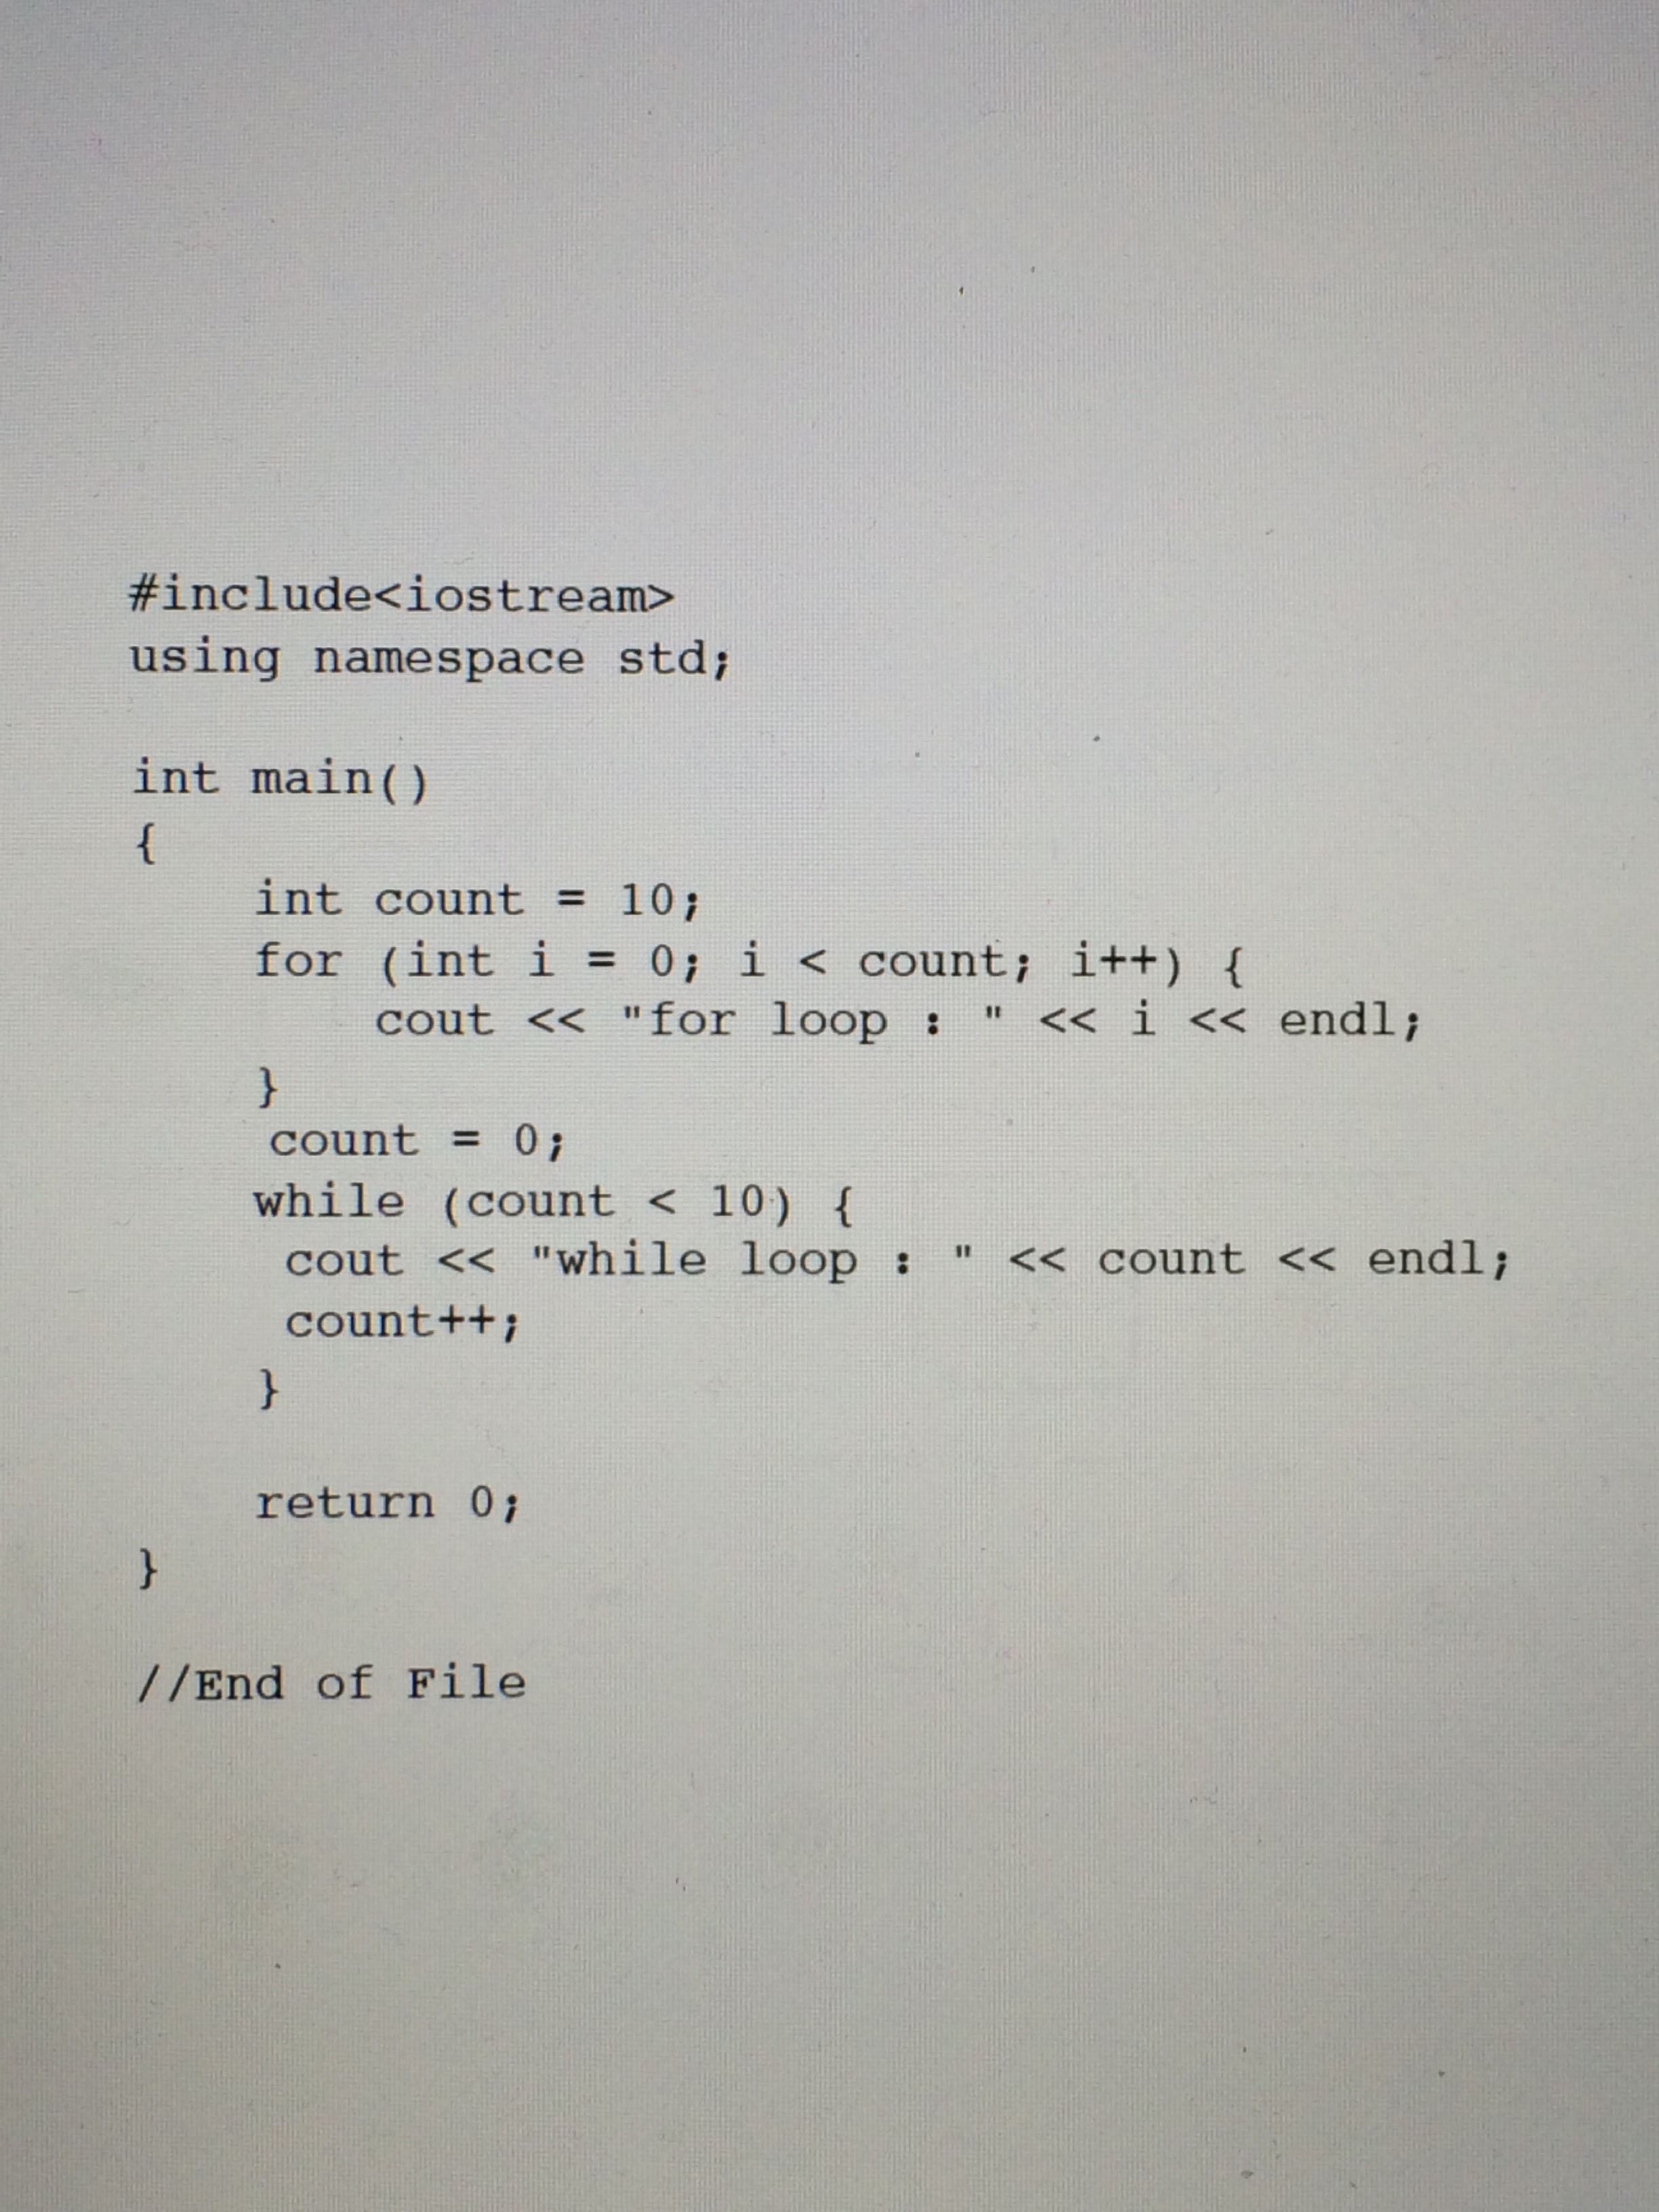 #include<iostream>
using namespace std;
int main()
{
int count = 10;
for (int i = 0; i < count; i++) {
cout << "for loop : " << i << endl;
}
count = 0;
while (count < 10) {
cout << "while loop : " << count << endl;
count++;
}
return 0;
}
//End of File